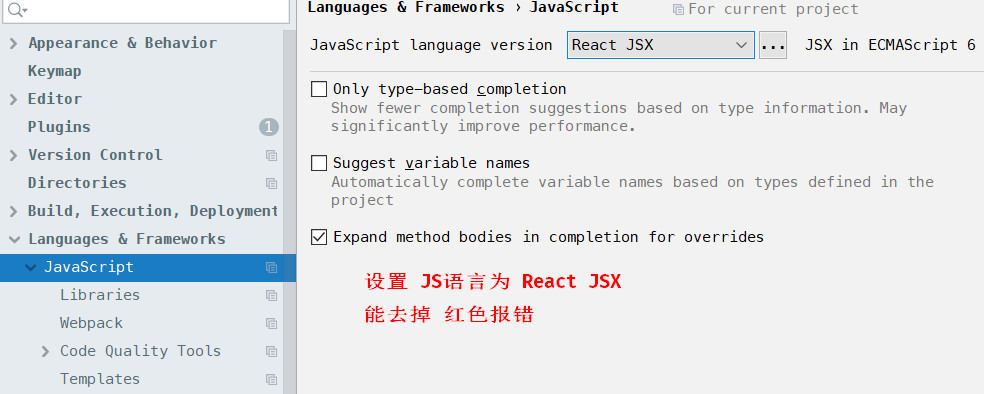 Languages & Frameworks › JavaScript
For current project
Appearance & Behavior
Keymap
Editor
Plugins 1
Version Control
Directories
Build, Execution, Deployment
Languages & Frameworks
JavaScript
Libraries
Webpack
Code Quality Tools
Templates
JavaScript language version React JSX ... JSX in ECMAScript 6
Only type-based completion
Show fewer completion suggestions based on type information. May
significantly improve performance.
Suggest variable names
Automatically complete variable names based on types defined in the
project
Expand method bodies in completion for overrides
设置 JS语言为 React JSX
能去掉 红色报错